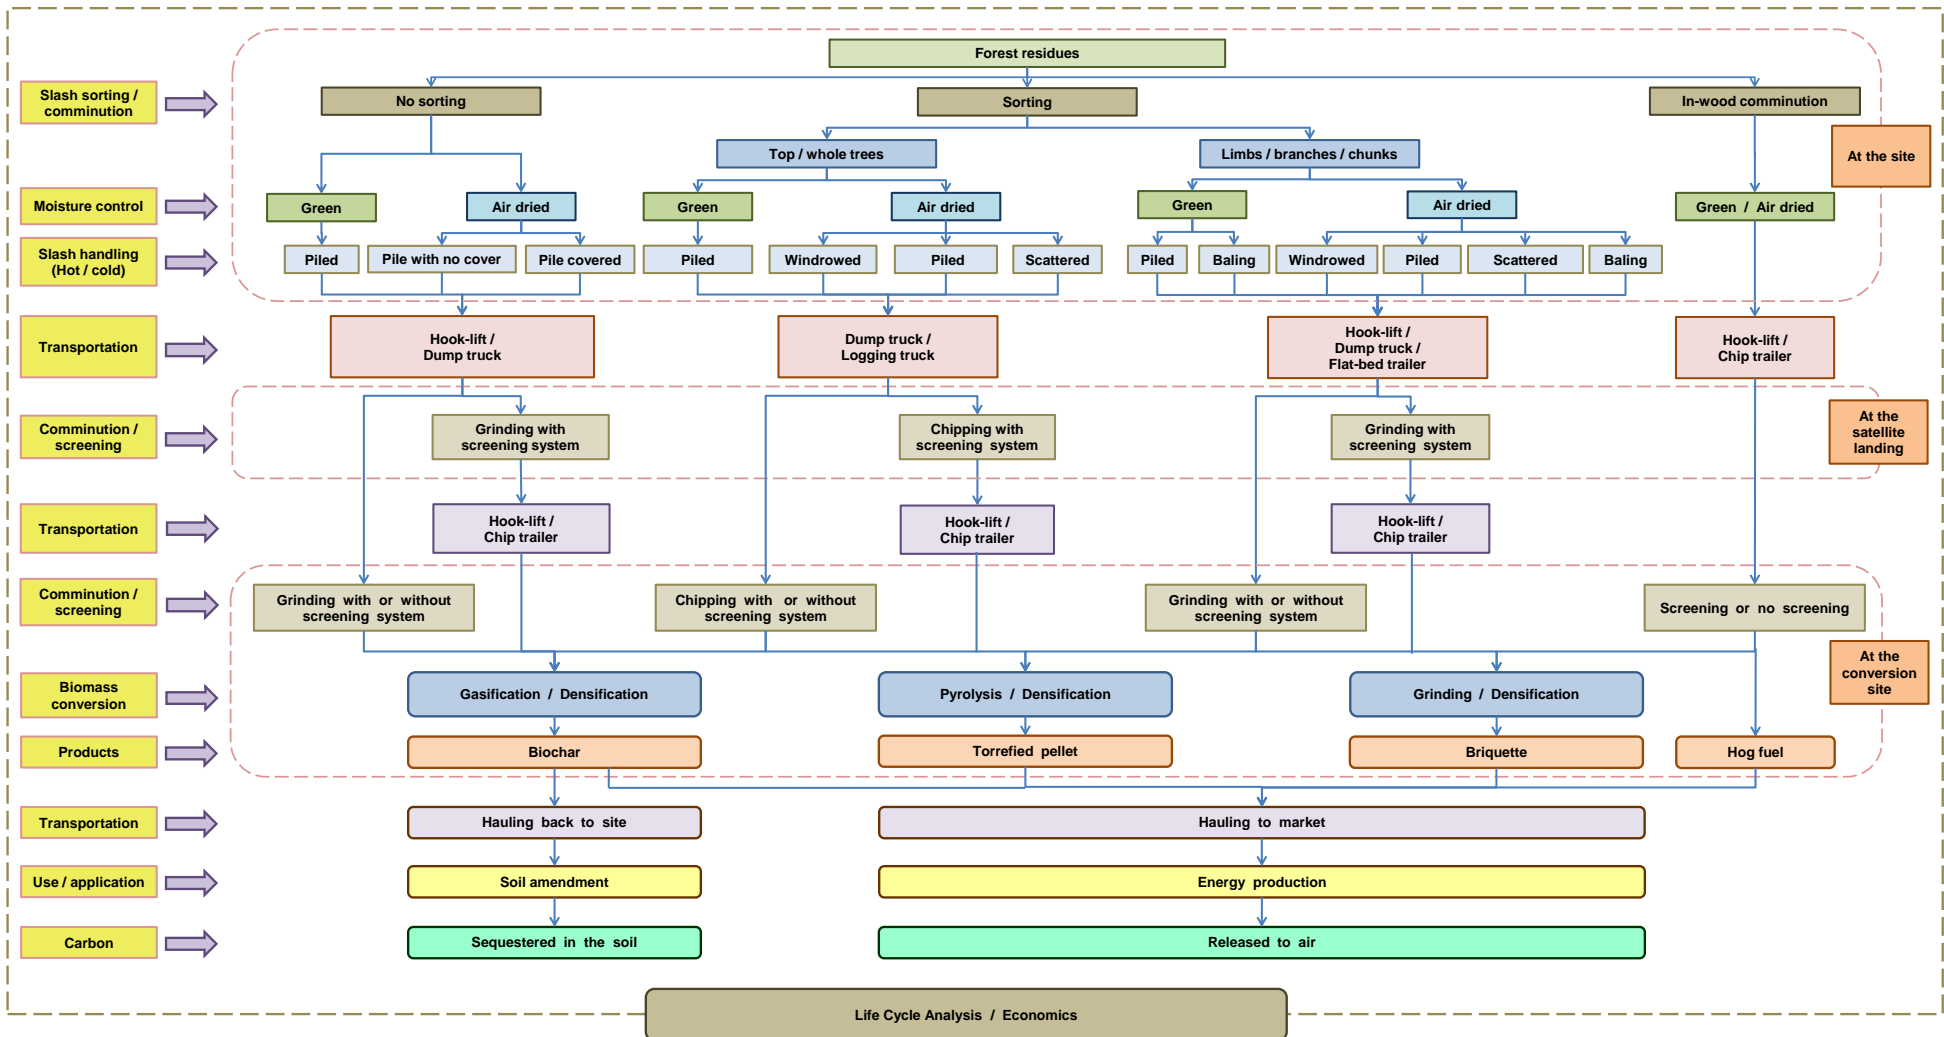 Forest residues
Slash sorting /
comminution
No sorting
Sorting
In-wood comminution
Top / whole trees
Limbs / branches / chunks
At the site
Moisture control
Green
Air dried
Green
Air dried
Green
Air dried
Green / Air dried
Slash handling
(Hot / cold)
Piled
Pile with no cover
Pile covered
Piled
Windrowed
Piled
Scattered
Piled
Baling
Windrowed
Piled
Scattered
Baling
Transportation
Hook-lift /
Dump truck
Dump truck /
Logging truck
Hook-lift /
Dump truck /
Flat-bed trailer
Hook-lift /
Chip trailer
Comminution /
screening
Grinding with
screening system
Chipping with
screening system
Grinding with
screening system
At the
satellite
landing
Transportation
Hook-lift /
Chip trailer
Hook-lift /
Chip trailer
Hook-lift /
Chip trailer
Comminution /
screening
Grinding with or without
screening system
Chipping with or without
screening system
Grinding with or without
screening system
Screening or no screening
At the
conversion
site
Biomass
conversion
Gasification / Densification
Pyrolysis / Densification
Grinding / Densification
Products
Biochar
Torrefied pellet
Briquette
Hog fuel
Transportation
Hauling back to site
Hauling to market
Use / application
Soil amendment
Energy production
Carbon
Sequestered in the soil
Released to air
Life Cycle Analysis / Economics